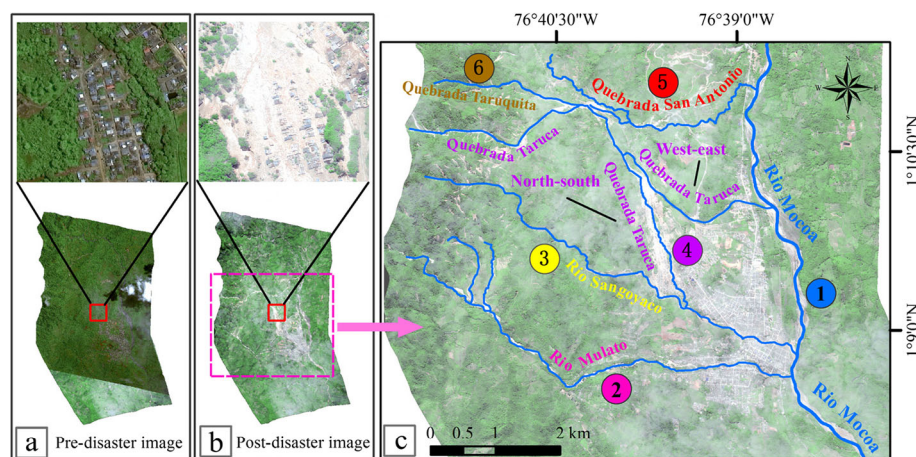 a
Pre-disaster image
b
Post-disaster image
c
76°40'30"W
76°39'0"W
1°10'30"N
1°9'0"N
N
E
S
W
6
Quebrada Taruquita
5
Quebrada San Antonio
Quebrada Taruca
West-east
Quebrada Taruca
North-south
Quebrada Taruca
Rio Mocoa
4
3
Rio Sangoyaco
1
Rio Mulato
2
Rio Mocoa
0 0.5 1 2 km